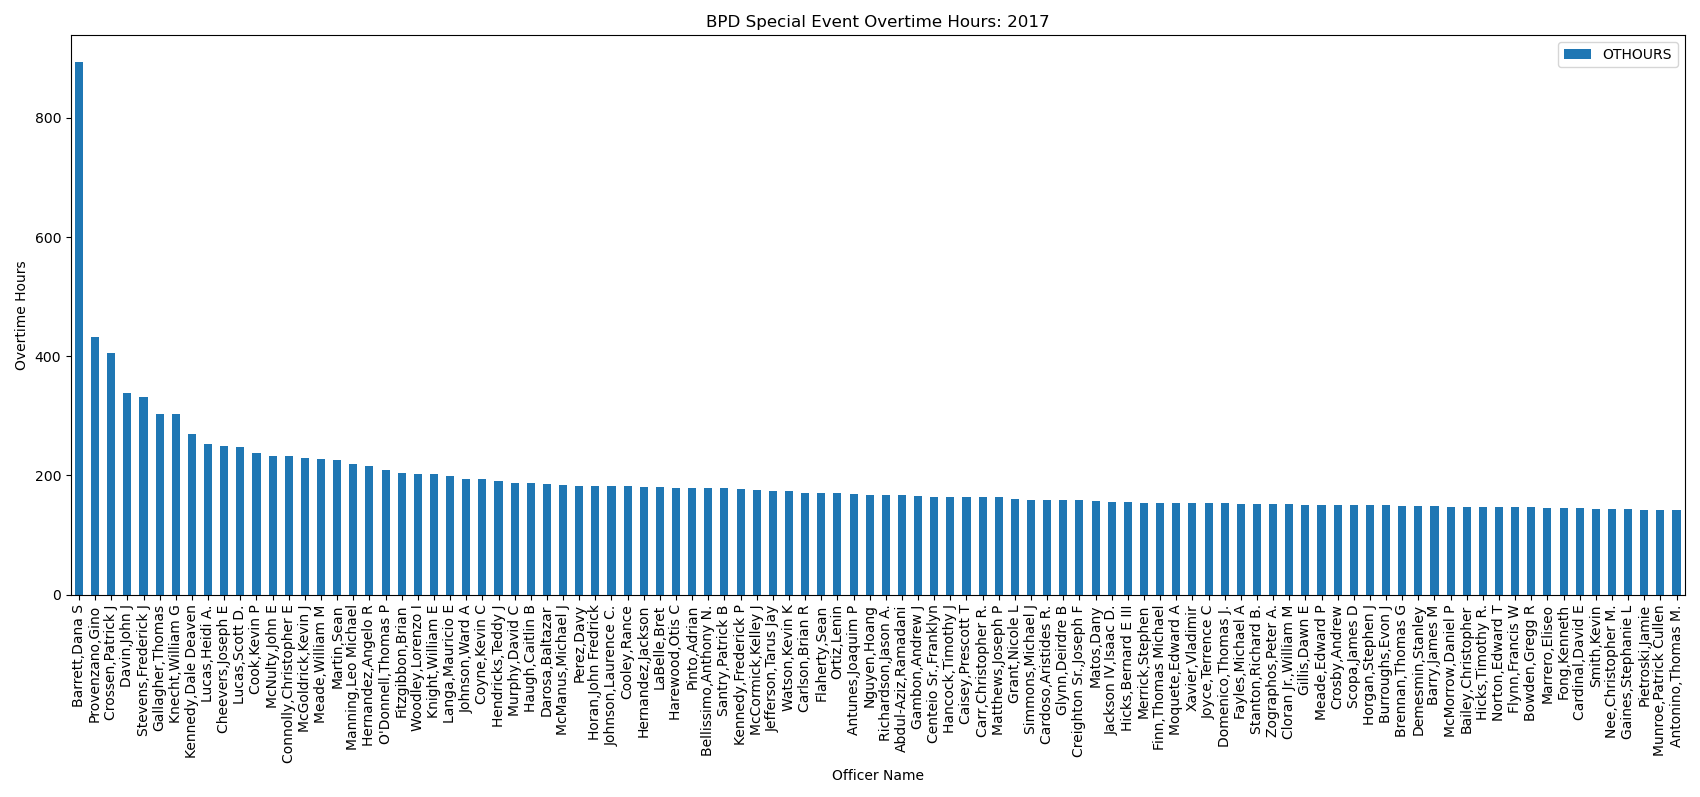 BPD Special Event Overtime Hours: 2017
OTHOURS
Overtime Hours
800
600
400
200
0
Barrett,Dana S
Provenzano,Gino
Crossen,Patrick J
Davin,John J
Stevens,Frederick J
Gallagher,Thomas
Knecht,William G
Kennedy,Dale Deaven
Lucas,Heidi A.
Cheevers,Joseph E
Lucas,Scott D.
Cook,Kevin P
McNulty,John E
Connolly,Christopher E
McGoldrick,Kevin J
Meade,William M
Martin,Sean
Manning,Leo Michael
Hernandez,Angelo R
O'Donnell,Thomas P
Fitzgibbon,Brian
Woodley,Lorenzo I
Knight,William E
Langa,Mauricio E
Johnson,Ward A
Coyne,Kevin C
Hendricks,Teddy J
Murphy,David C
Haugh,Caitlin B
Darosa,Baltazar
McManus,Michael J
Perez,Davy
Horan,John Fredrick
Johnson,Laurence C.
Cooley,Rance
Hernandez,Jackson
LaBelle,Bret
Harewood,Otis C
Pinto,Adrian
Bellissimo,Anthony N.
Santry,Patrick B
Kennedy,Frederick P
McCormick,Kelley J
Jefferson,Tarus Jay
Watson,Kevin K
Carlson,Brian R
Flaherty,Sean
Ortiz,Lenin
Antunes,Joaquim P
Nguyen,Hoang
Richardson,Jason A.
Abdul-Aziz,Ramadani
Gambon,Andrew J
Centeio Sr.,Franklyn
Hancock,Timothy J
Caisey,Prescott T
Carr,Christopher R.
Matthews,Joseph P
Grant,Nicole L
Simmons,Michael J
Cardoso,Aristides R.
Glynn,Deirdre B
Creighton Sr.,Joseph F
Matos,Dany
Jackson IV,Isaac D.
Hicks,Bernard E III
Merrick,Stephen
Finn,Thomas Michael
Moquete,Edward A
Xavier,Vladimir
Joyce,Terrence C
Domenico,Thomas J.
Fayles,Michael A
Stanton,Richard B.
Zographos,Peter A.
Cloran Jr.,William M
Gillis,Dawn E
Meade,Edward P
Crosby,Andrew
Scopa,James D
Horgan,Stephen J
Burroughs,Evon J
Brennan,Thomas G
Demesmin,Stanley
Barry,James M
McMorrow,Daniel P
Bailey,Christopher
Hicks,Timothy R.
Norton,Edward T
Flynn,Francis W
Bowden,Gregg R
Marrero,Eliseo
Fong,Kenneth
Cardinal,David E
Smith,Kevin
Nee,Christopher M.
Gaines,Stephanie L
Pietroski,Jamie
Munroe,Patrick Cullen
Antonino,Thomas M.
Officer Name